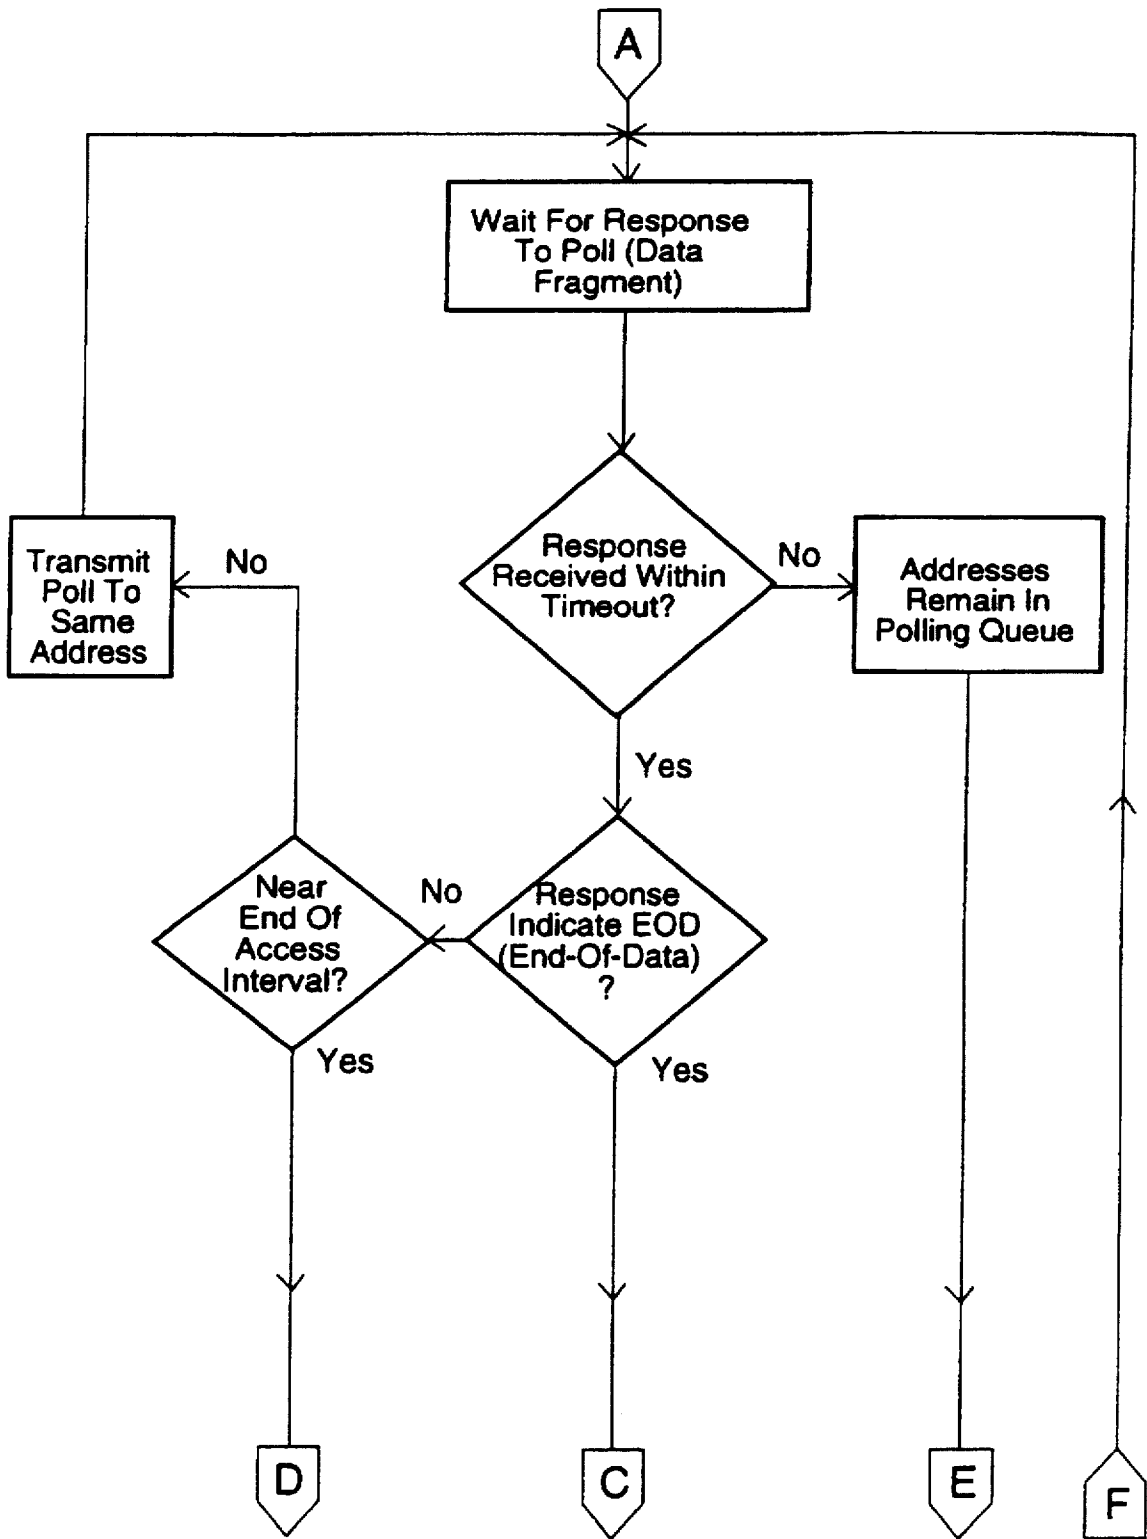 A
Wait For Response
To Poll (Data
Fragment)
Response
Received Within
Timeout?
No
Addresses
Remain In
Polling Queue
Transmit
Poll To
Same
Address
No
Yes
Near
End Of
Access
Interval?
No
Response
Indicate EOD
(End-Of-Data)
?
Yes
Yes
D
C
E
F